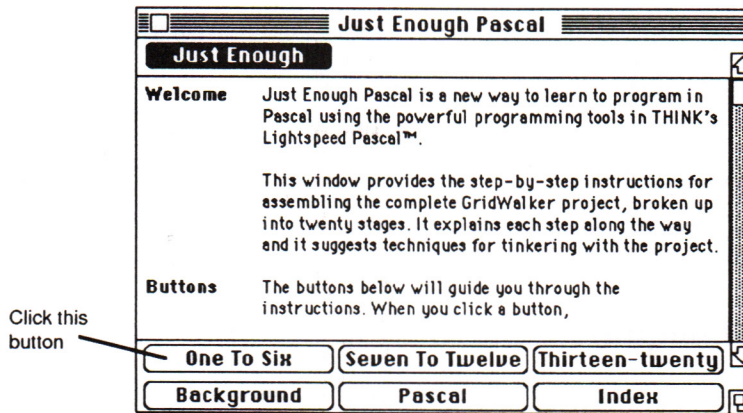 Just Enough Pascal
Just Enough
Welcome Just Enough Pascal is a new way to learn to program in
Pascal using the powerful programming tools in THINK's
Lightspeed Pascal™.
This window provides the step-by-step instructions for
assembling the complete GridWalker project, broken up
into twenty stages. It explains each step along the way
and it suggests techniques for tinkering with the project.
Buttons The buttons below will guide you through the
instructions. When you click a button,
Click this
button
One To Six Seven To Twelve Thirteen-twenty
Background Pascal Index